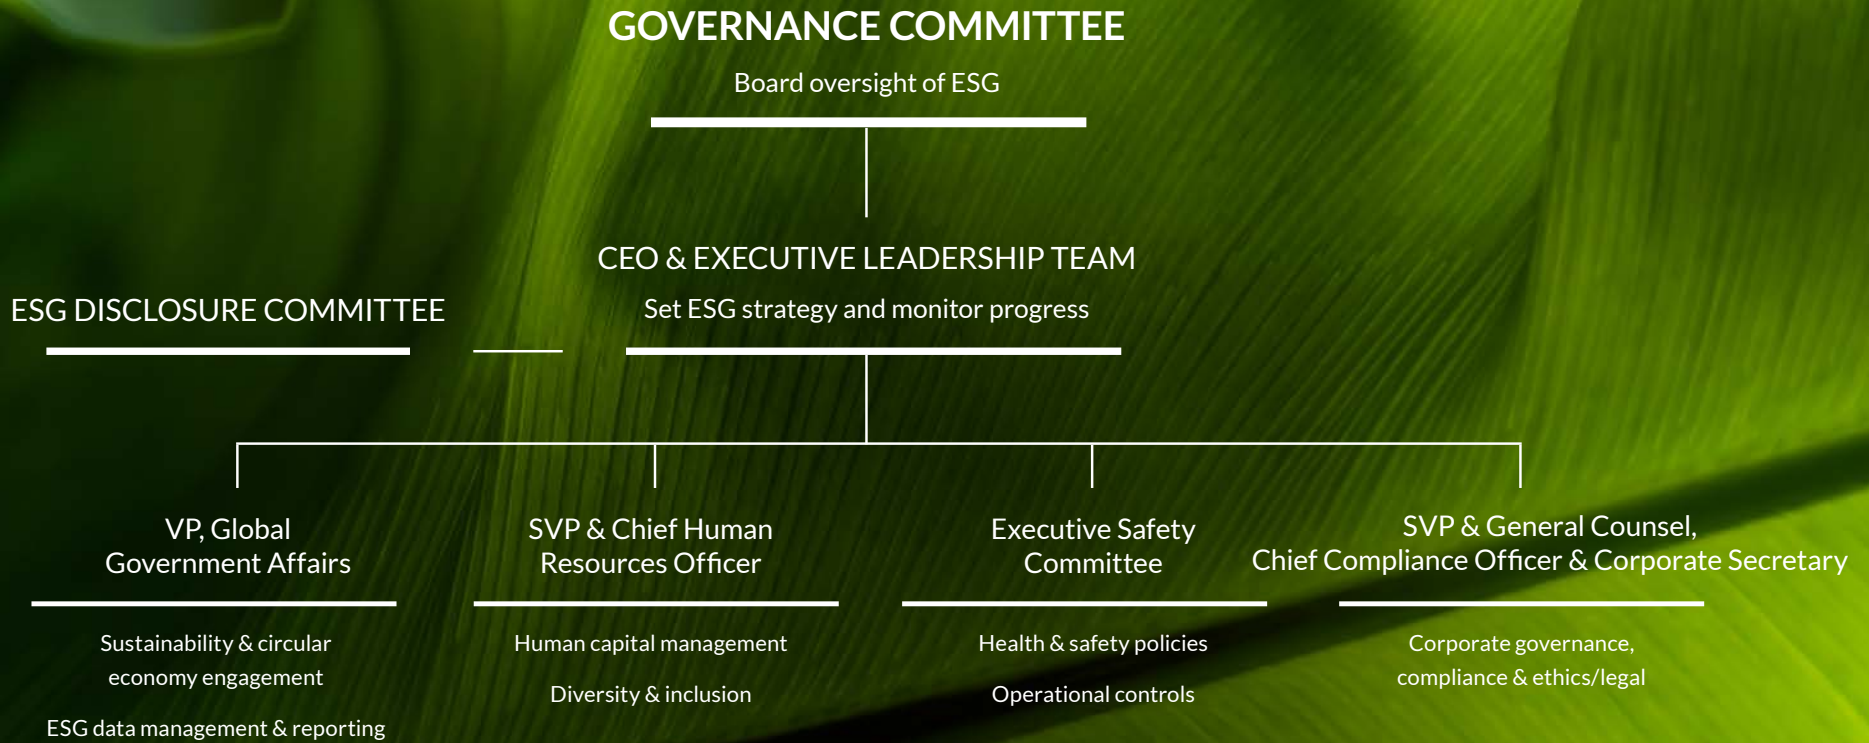 GOVERNANCE COMMITTEE
Board oversight of ESG
CEO & EXECUTIVE LEADERSHIP TEAM
Set ESG strategy and monitor progress
ESG DISCLOSURE COMMITTEE
VP, Global
Government Affairs
Sustainability & circular
economy engagement
ESG data management & reporting
SVP & Chief Human
Resources Officer
Human capital management
Diversity & inclusion
Executive Safety
Committee
Health & safety policies
Operational controls
SVP & General Counsel,
Chief Compliance Officer & Corporate Secretary
Corporate governance,
compliance & ethics/legal